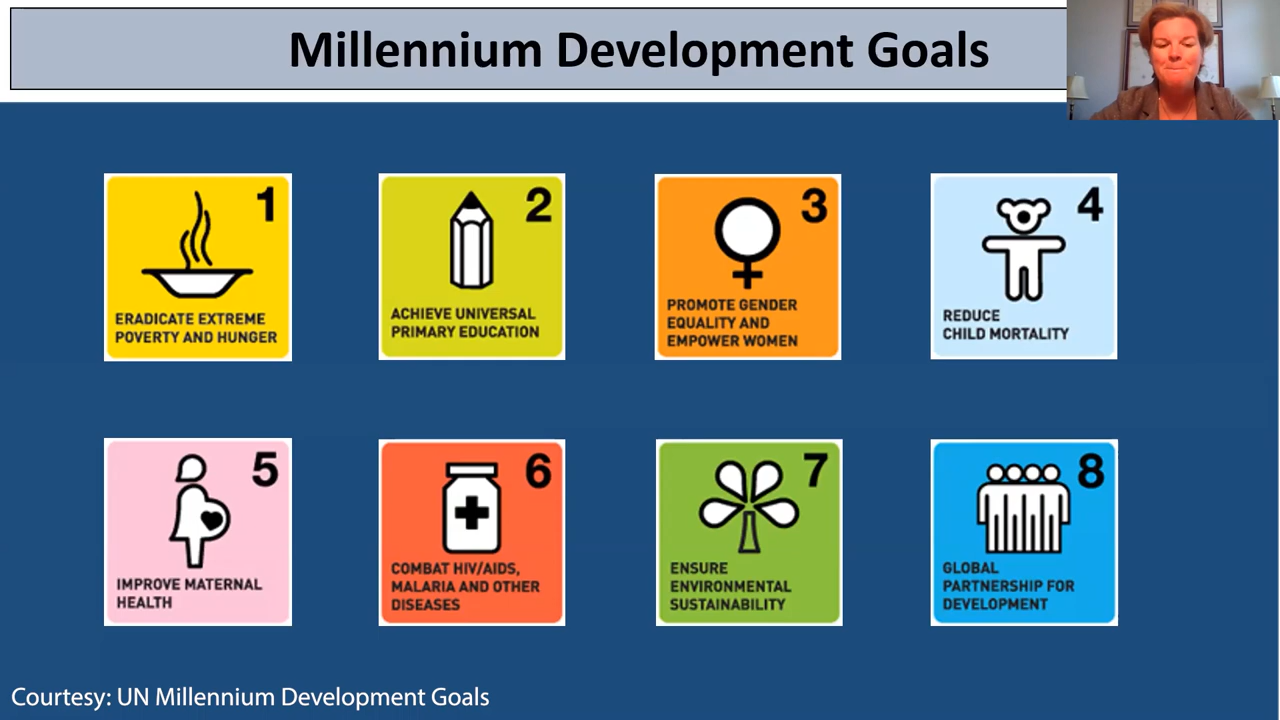 Millennium Development Goals
1
ERADICATE EXTREME
POVERTY AND HUNGER
2
ACHIEVE UNIVERSAL
PRIMARY EDUCATION
3
PROMOTE GENDER
EQUALITY AND
EMPOWER WOMEN
4
REDUCE
CHILD MORTALITY
5
IMPROVE MATERNAL
HEALTH
6
COMBAT HIV/AIDS,
MALARIA AND OTHER
DISEASES
7
ENSURE
ENVIRONMENTAL
SUSTAINABILITY
8
GLOBAL
PARTNERSHIP FOR
DEVELOPMENT
Courtesy: UN Millennium Development Goals